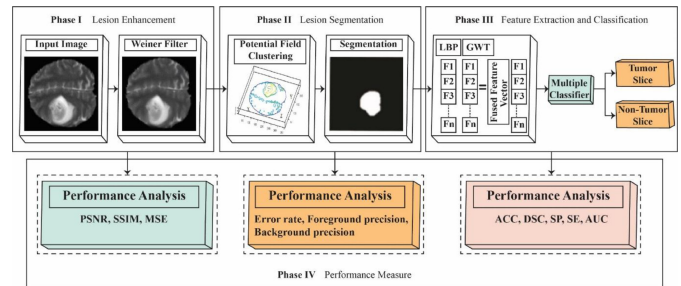 Phase I Lesion Enhancement
Input Image
Weiner Filter
Phase II Lesion Segmentation
Potential Field
Clustering
Segmentation
Phase III Feature Extraction and Classification
LBP
GWT
F1 F1 F1
F2 F2 F2
F3 F3 F3
Fn Fn Fn
=
Fused Feature
Vector
Multiple
Classifier
Tumor
Slice
Non-Tumor
Slice
Performance Analysis
PSNR, SSIM, MSE
Performance Analysis
Error rate, Foreground precision,
Background precision
Performance Analysis
ACC, DSC, SP, SE, AUC
Phase IV Performance Measure